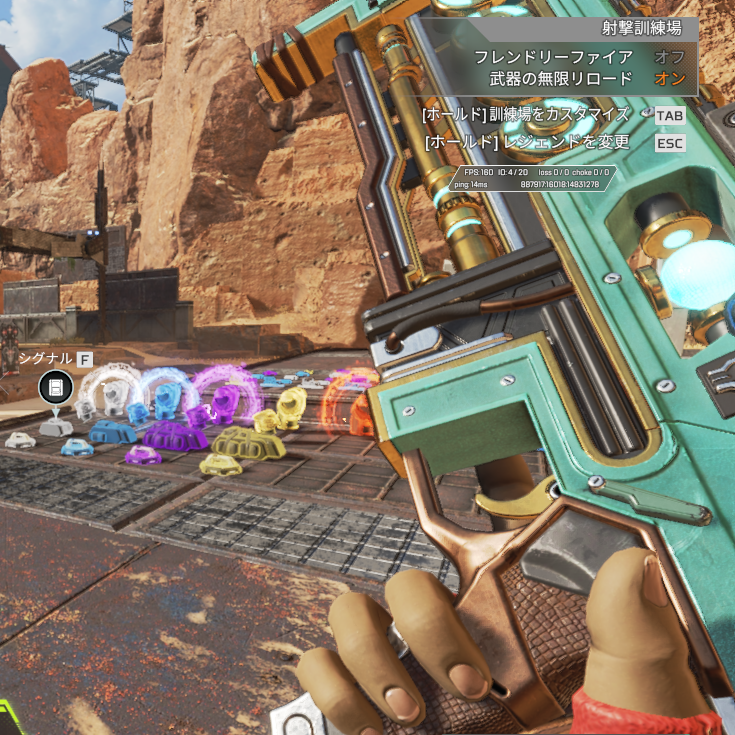 射撃訓練場
フレンドリーファイア オフ
武器の無限リロード オン
[ホールド] 訓練場をカスタマイズ TAB
[ホールド] レジェンドを変更 ESC
FPS:160 IO:4/20 loss 0/0 choke 0/0
ping:14ms 887917:16018:14831278
シグナル F